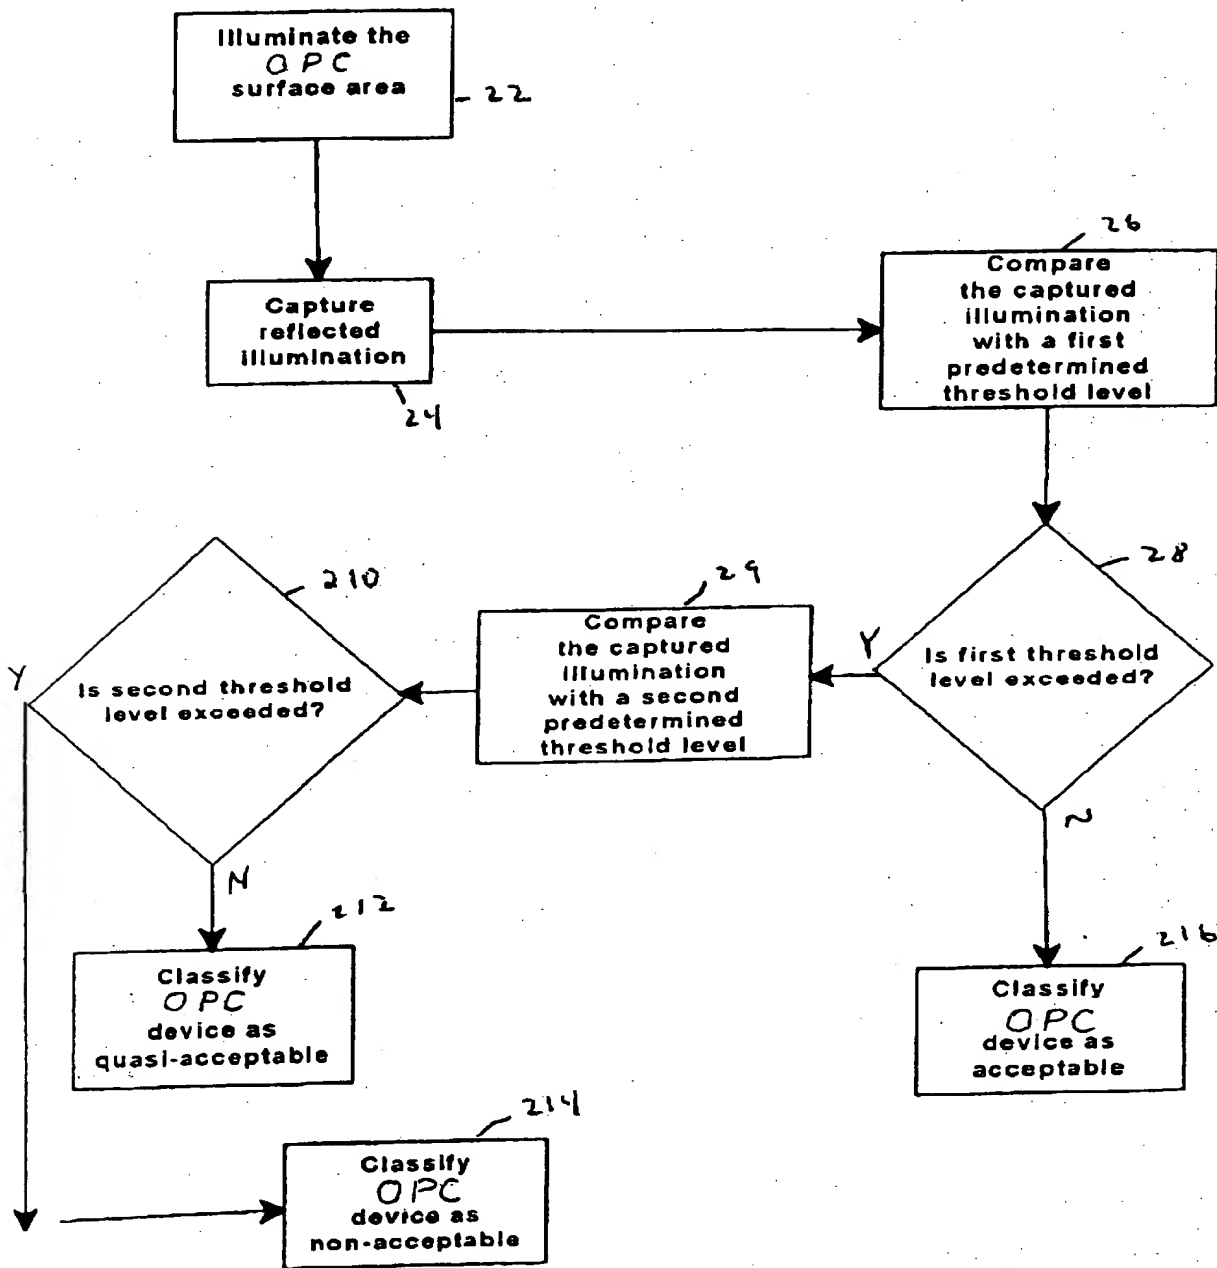 Illuminate the
OPC
surface area
22
Capture
reflected
illumination
24
26
Compare
the captured
illumination
with a first
predetermined
threshold level
28
Is first threshold
level exceeded?
Y
N
29
Compare
the captured
illumination
with a second
predetermined
threshold level
210
Is second threshold
level exceeded?
Y
N
212
Classify
OPC
device as
quasi-acceptable
216
Classify
OPC
device as
acceptable
214
Classify
OPC
device as
non-acceptable